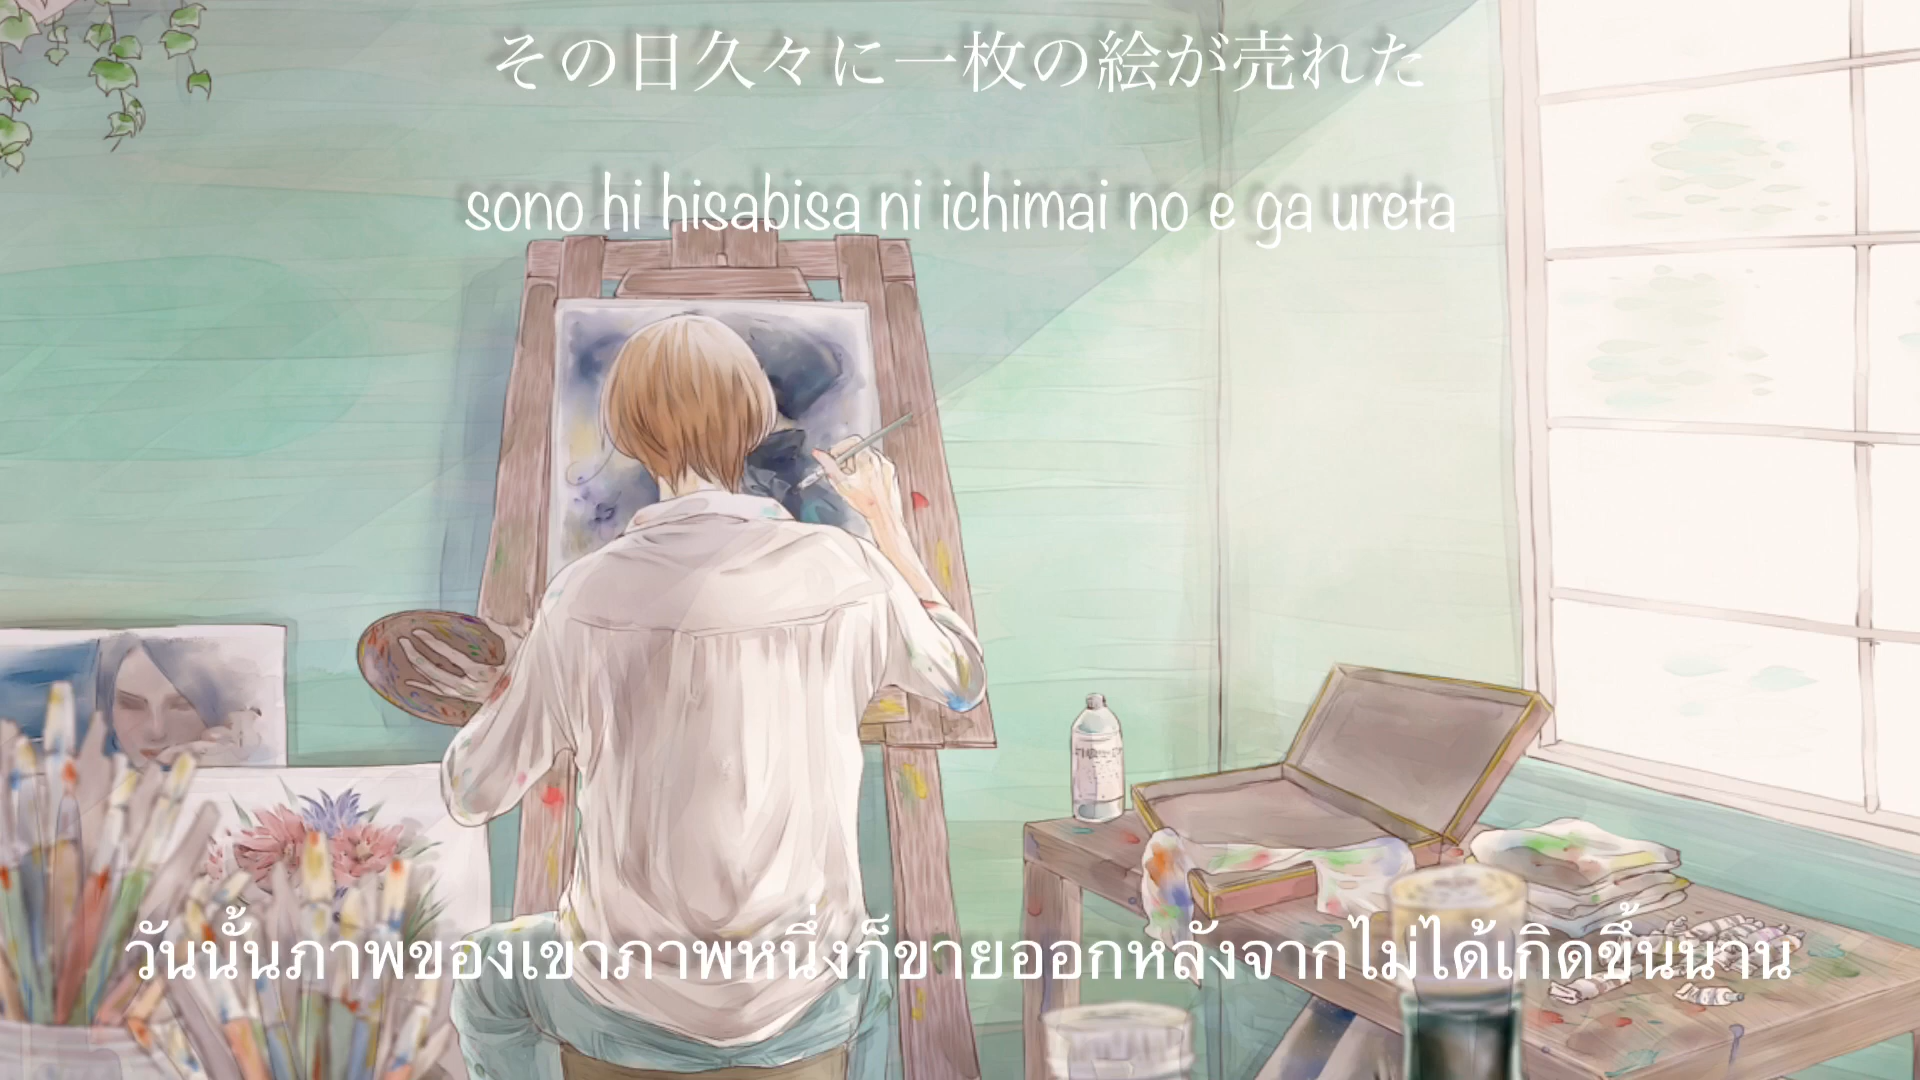 その日久々に一枚の絵が売れた
sono hi hisabisa ni ichimai no e ga ureta
วันนั้นภาพของเขาภาพหนึ่งก็ขายออกหลังจากไม่ได้เกิดขึ้นนาน